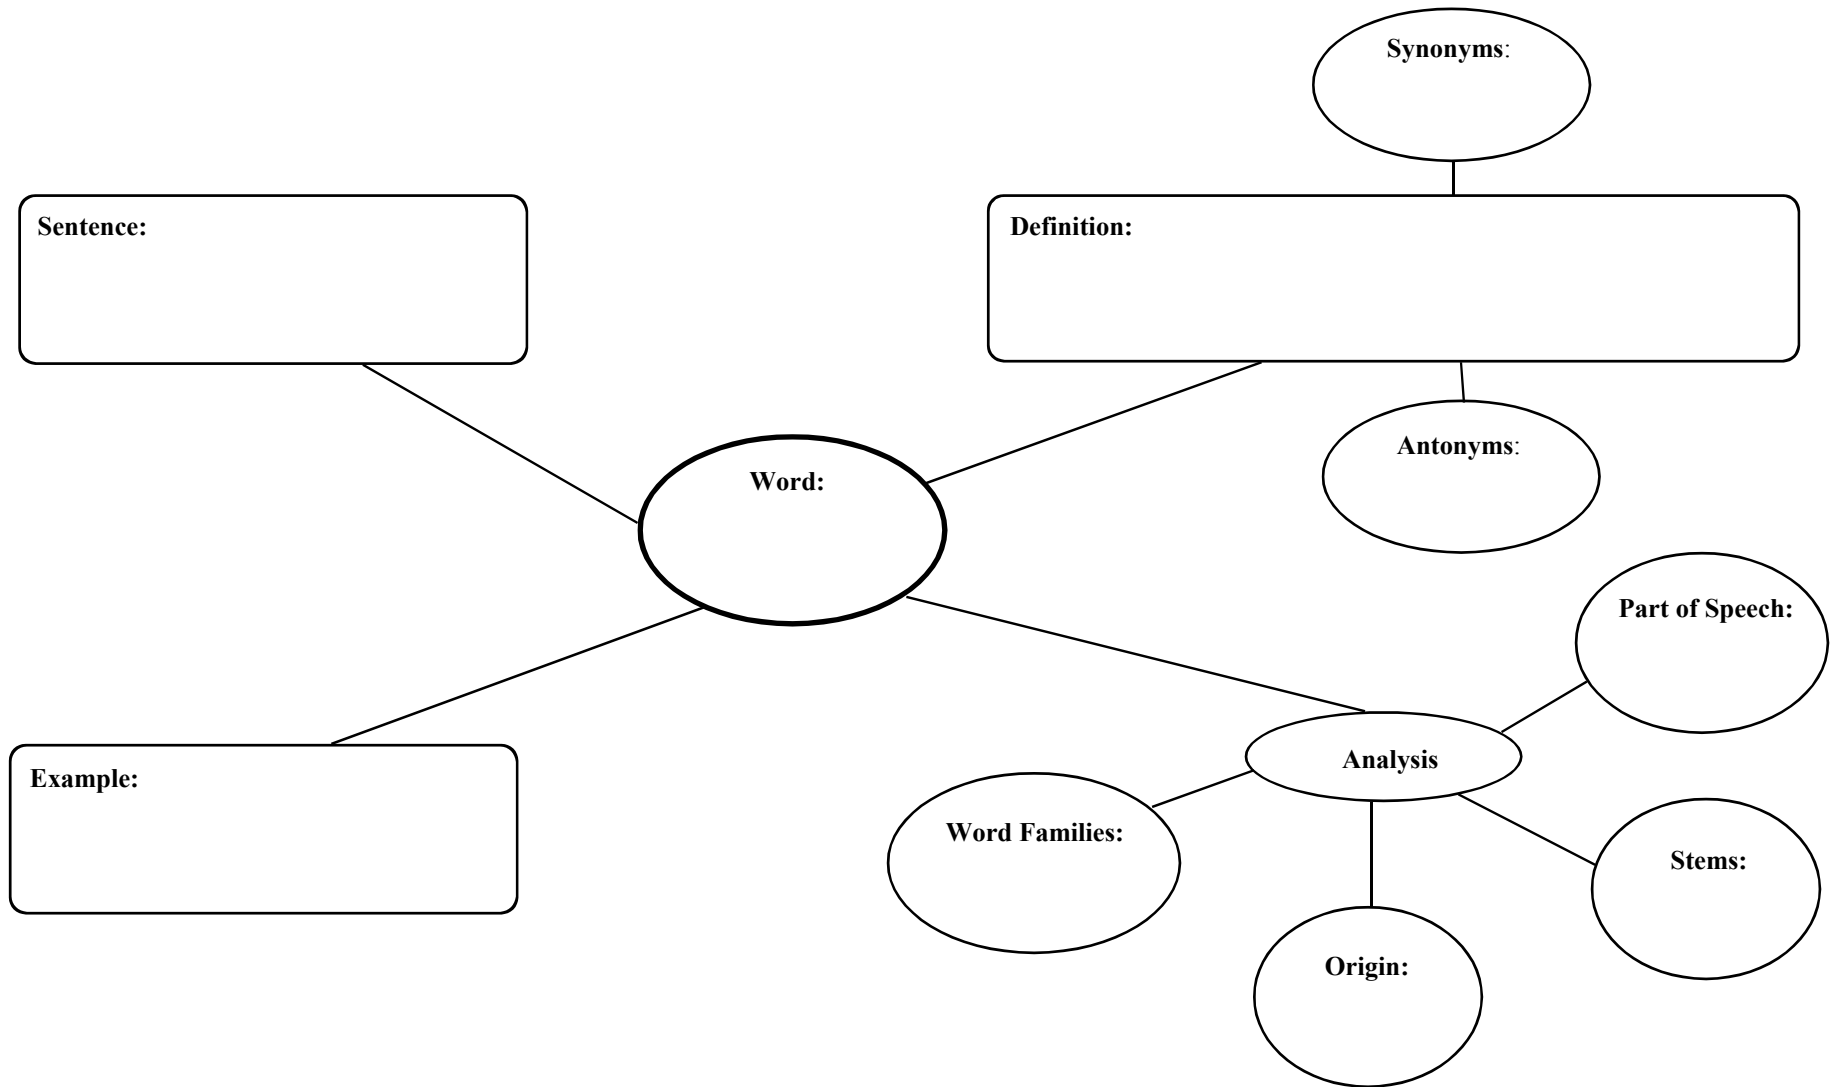 Synonyms:
Sentence:
Definition:
Antonyms:
Word:
Part of Speech:
Analysis
Example:
Word Families:
Stems:
Origin: